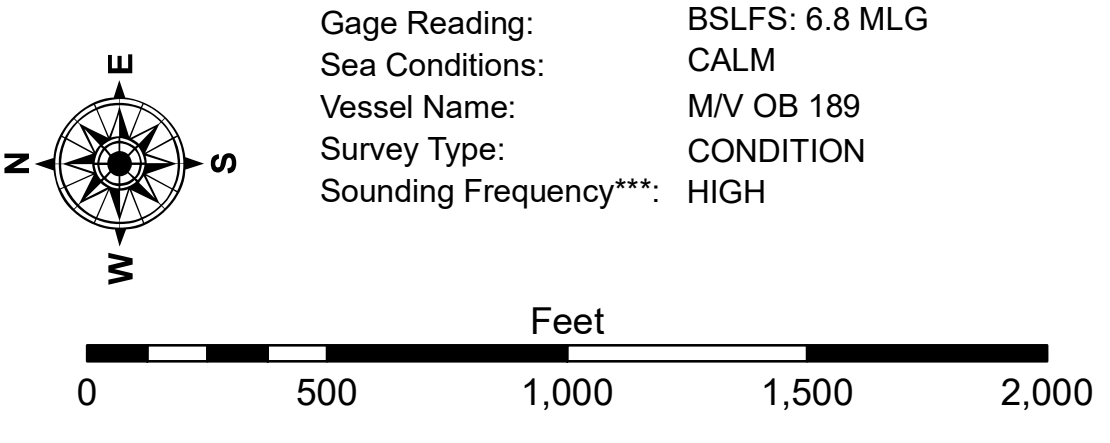 Gage Reading: BSLFS: 6.8 MLG
Sea Conditions: CALM
Vessel Name: M/V OB 189
Survey Type: CONDITION
Sounding Frequency***: HIGH
E
N S
W
Feet
0 500 1,000 1,500 2,000